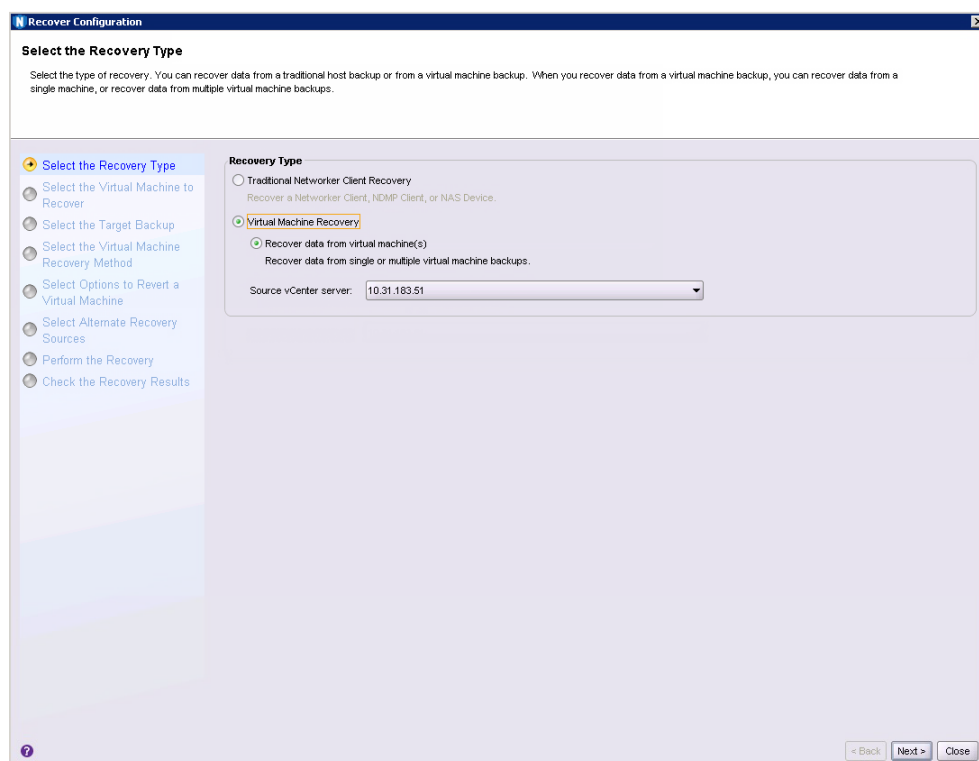 Recover Configuration
Select the Recovery Type
Select the type of recovery. You can recover data from a traditional host backup or from a virtual machine backup. When you recover data from a virtual machine backup, you can recover data from a
single machine, or recover data from multiple virtual machine backups.
Select the Recovery Type
Select the Virtual Machine to
Recover
Select the Target Backup
Select the Virtual Machine
Recovery Method
Select Options to Revert a
Virtual Machine
Select Alternate Recovery
Sources
Perform the Recovery
Check the Recovery Results
Recovery Type
Traditional Networker Client Recovery
Recover a Networker Client, NDMP Client, or NAS Device.
Virtual Machine Recovery
Recover data from virtual machine(s)
Recover data from single or multiple virtual machine backups.
Source vCenter server: 10.31.183.51
< Back Next > Close